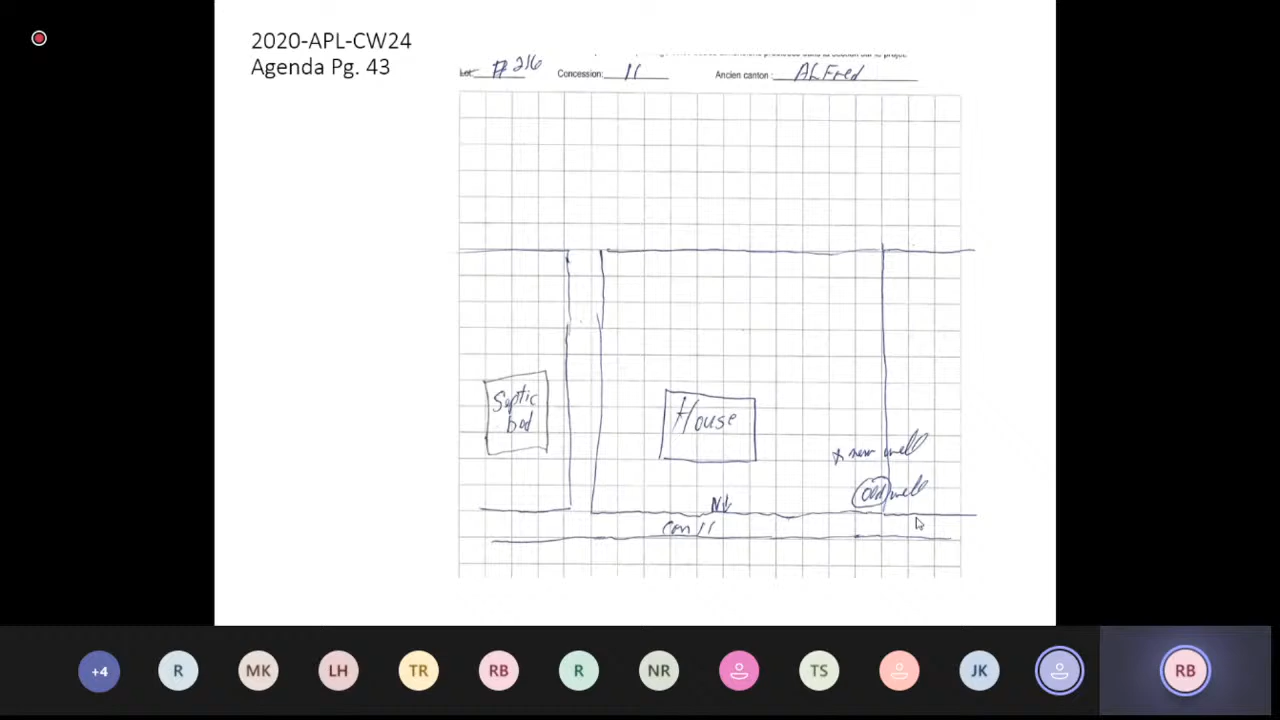 2020-APL-CW24
Agenda Pg. 43
Lot: #216 Concession: 11 Ancien canton : ALFred
Septic
bed
House
x new well
old well
N↓
Con 11
+4 R MK LH TR RB R NR TS JK RB